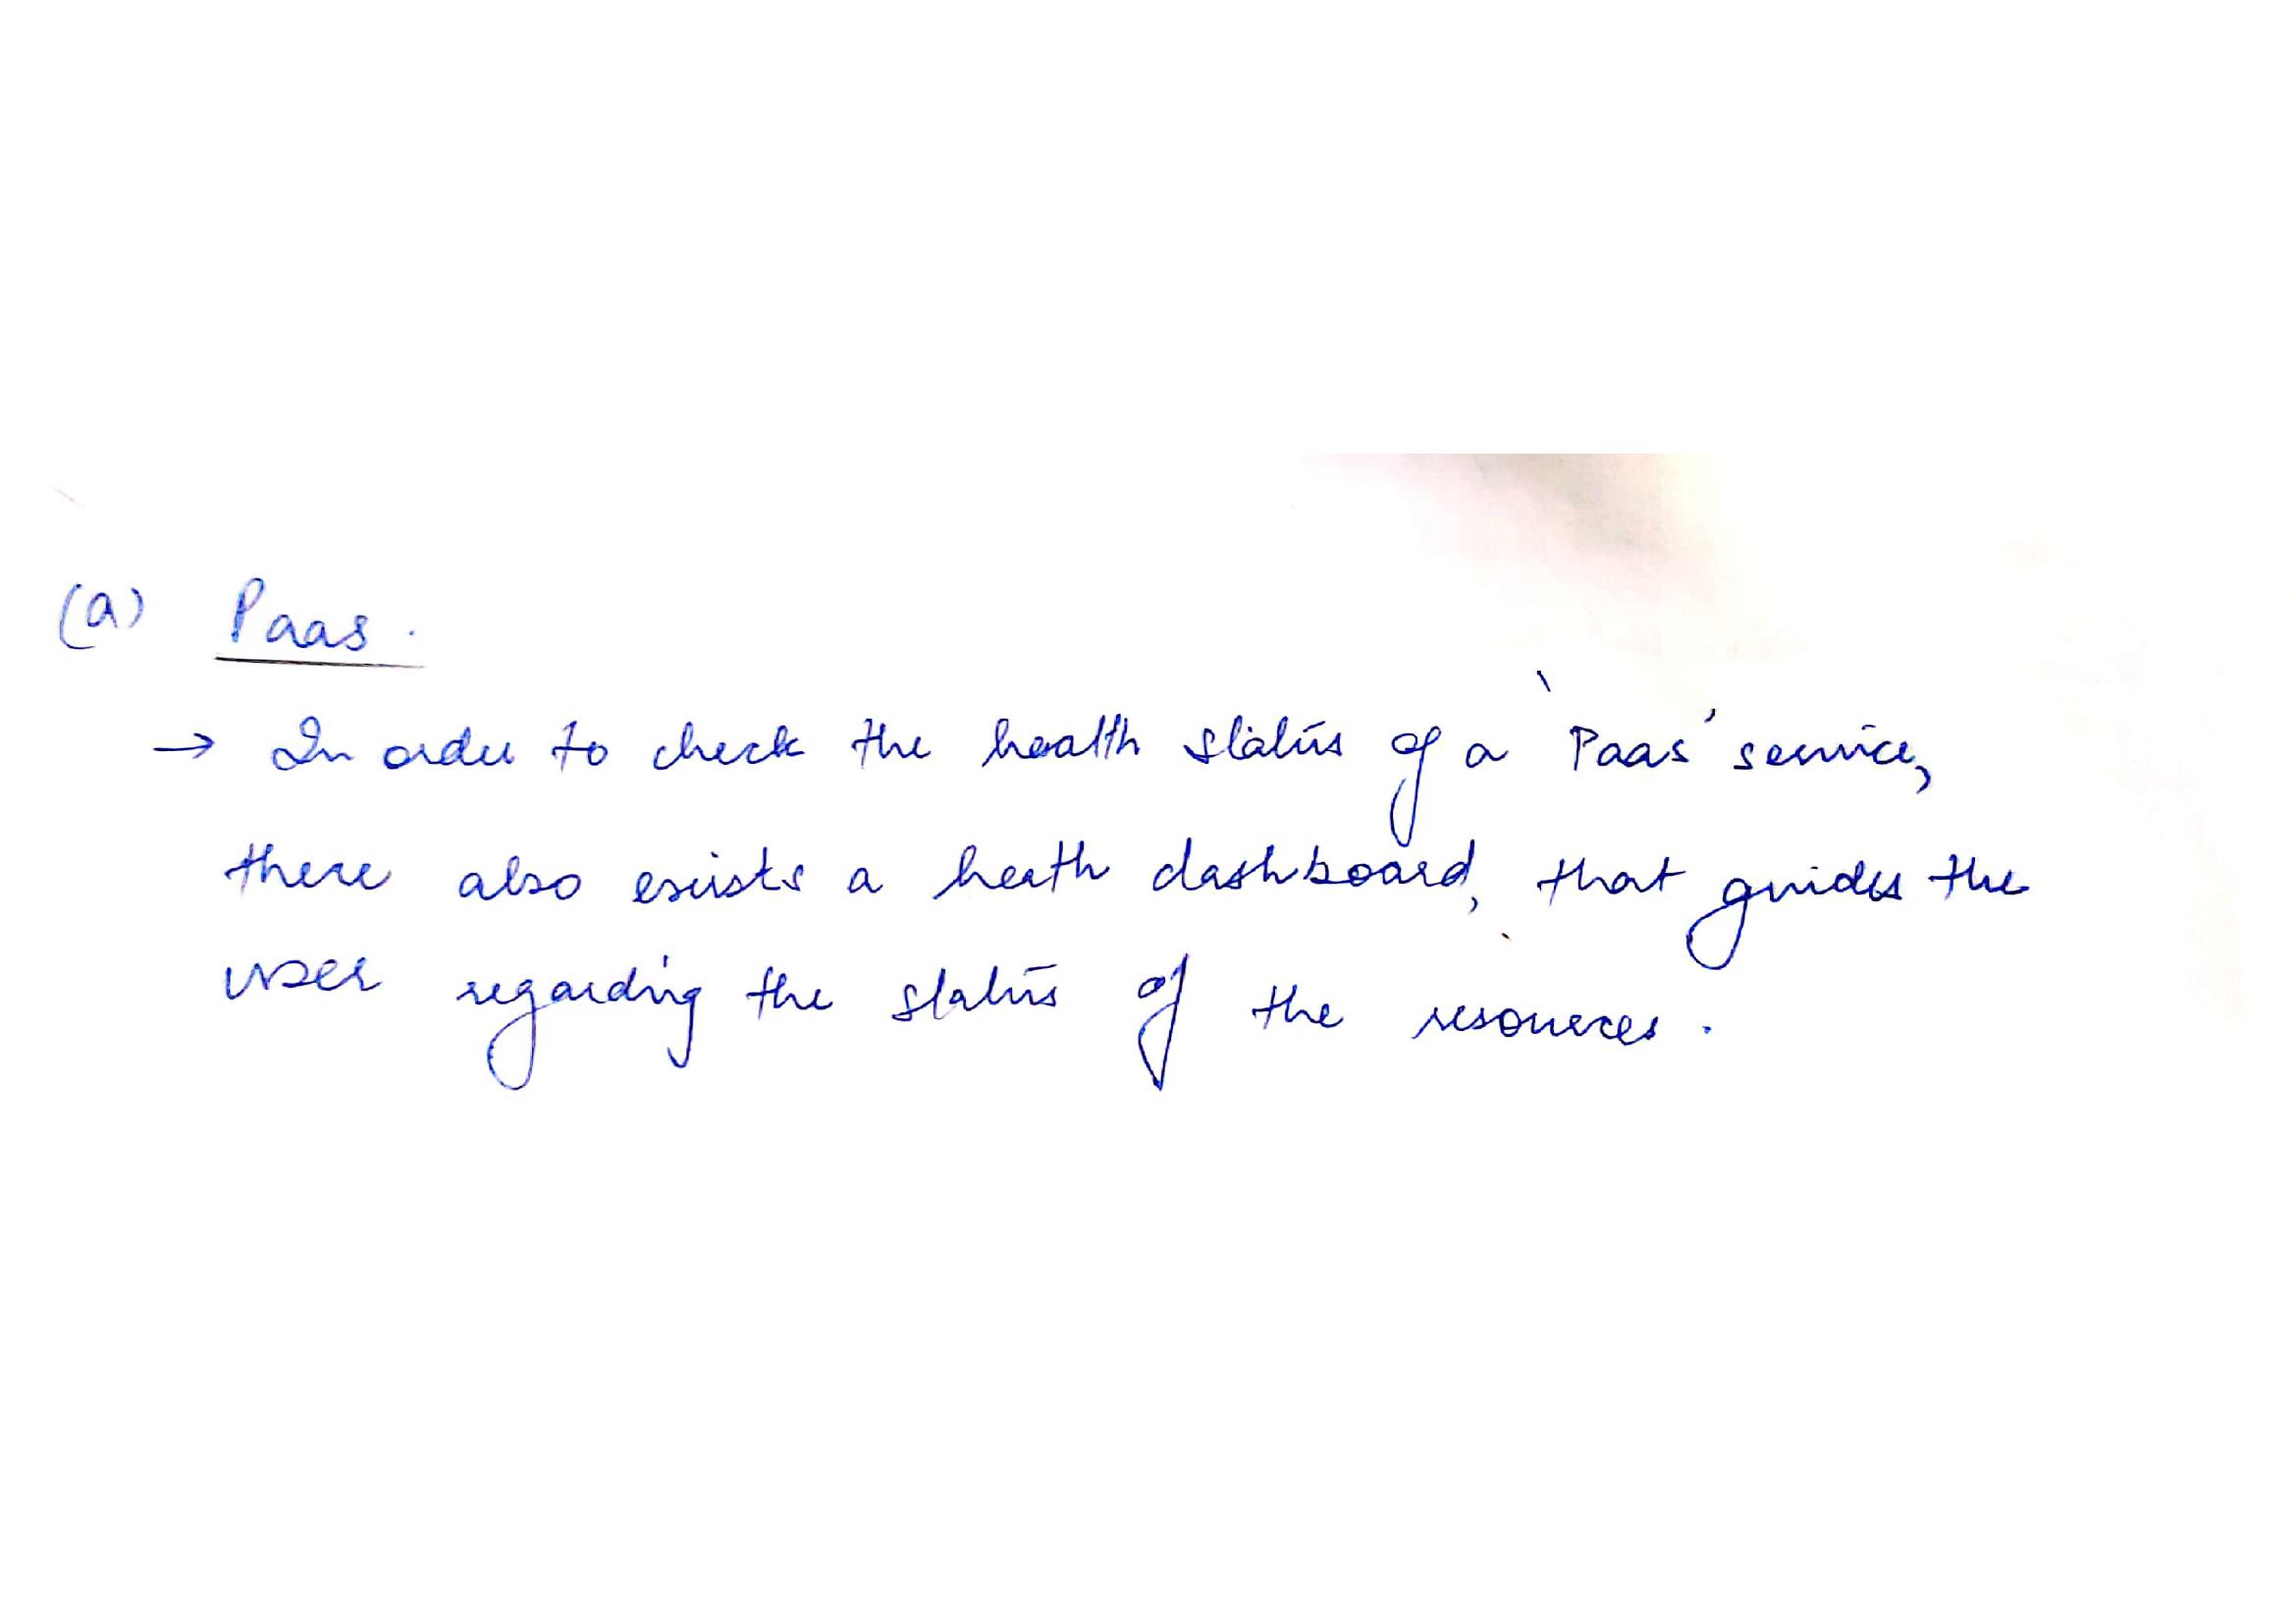 (a) Paas.
→ In order to check the health status of a 'Paas' service,
there also exists a heath dashboard, that guides the
user regarding the status of the resources.